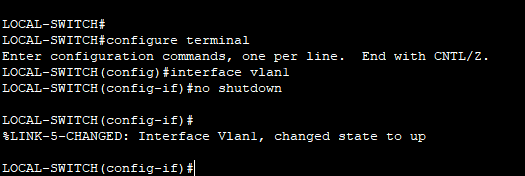 LOCAL-SWITCH#
LOCAL-SWITCH#configure terminal
Enter configuration commands, one per line.  End with CNTL/Z.
LOCAL-SWITCH(config)#interface vlan1
LOCAL-SWITCH(config-if)#no shutdown
LOCAL-SWITCH(config-if)#
%LINK-5-CHANGED: Interface Vlan1, changed state to up
LOCAL-SWITCH(config-if)#